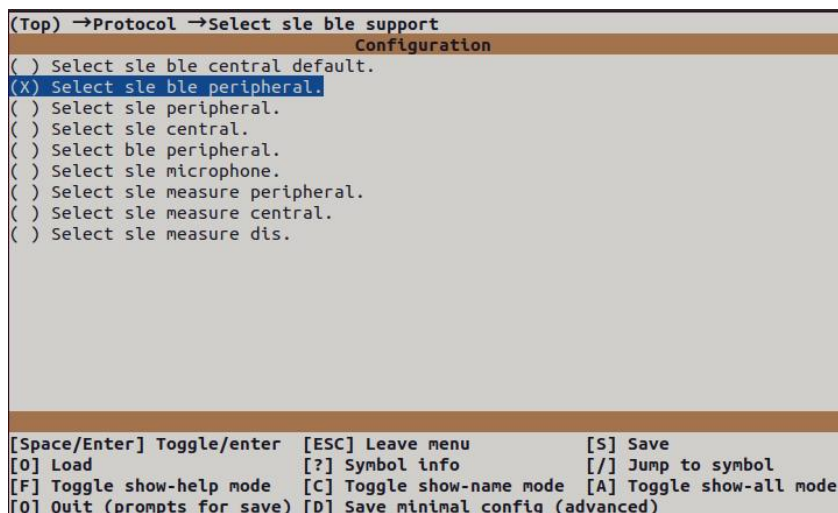 (Top) →Protocol →Select sle ble support
Configuration
( ) Select sle ble central default.
(X) Select sle ble peripheral.
( ) Select sle peripheral.
( ) Select sle central.
( ) Select ble peripheral.
( ) Select sle microphone.
( ) Select sle measure peripheral.
( ) Select sle measure central.
( ) Select sle measure dis.
[Space/Enter] Toggle/enter [ESC] Leave menu [S] Save
[O] Load [?] Symbol info [/] Jump to symbol
[F] Toggle show-help mode [C] Toggle show-name mode [A] Toggle show-all mode
[Q] Quit (prompts for save) [D] Save minimal config (advanced)